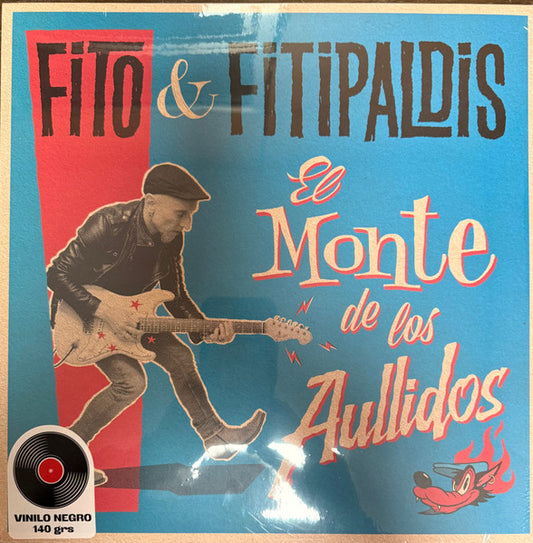 FiTO & FiTiPALDiS
El
Monte
de los
Aullidos
VINILO NEGRO
140 grs